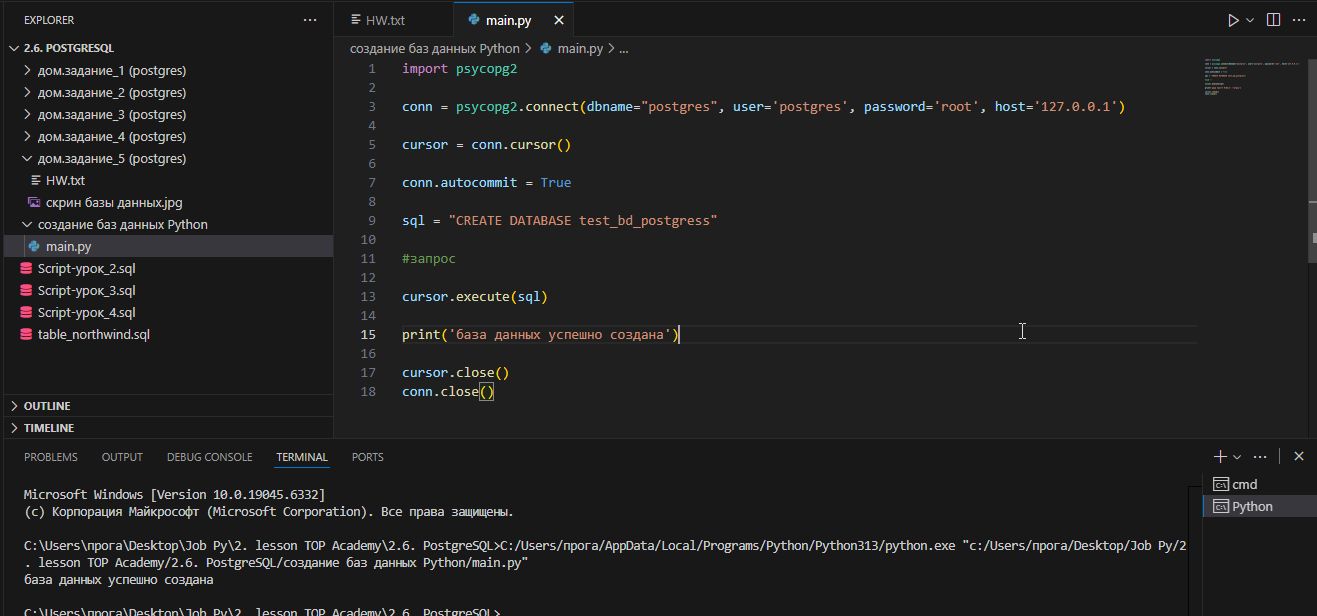 EXPLORER
2.6. POSTGRESQL
дом.задание_1 (postgres)
дом.задание_2 (postgres)
дом.задание_3 (postgres)
дом.задание_4 (postgres)
дом.задание_5 (postgres)
HW.txt
скрин базы данных.jpg
создание баз данных Python
main.py
Script-урок_2.sql
Script-урок_3.sql
Script-урок_4.sql
table_northwind.sql
OUTLINE
TIMELINE
HW.txt
main.py
создание баз данных Python > main.py > ...
1 import psycopg2
2
3 conn = psycopg2.connect(dbname="postgres", user='postgres', password='root', host='127.0.0.1')
4
5 cursor = conn.cursor()
6
7 conn.autocommit = True
8
9 sql = "CREATE DATABASE test_bd_postgress"
10
11 #запрос
12
13 cursor.execute(sql)
14
15 print('база данных успешно создана')
16
17 cursor.close()
18 conn.close()
PROBLEMS OUTPUT DEBUG CONSOLE TERMINAL PORTS
Microsoft Windows [Version 10.0.19045.6332]
(c) Корпорация Майкрософт (Microsoft Corporation). Все права защищены.
C:\Users\прога\Desktop\Job Py\2. lesson TOP Academy\2.6. PostgreSQL>C:/Users/прога/AppData/Local/Programs/Python/Python313/python.exe "c:/Users/прога/Desktop/Job Py/2
. lesson TOP Academy/2.6. PostgreSQL/создание баз данных Python/main.py"
база данных успешно создана
C:\Users\прога\Desktop\Job Py\2. lesson TOP Academy\2.6. PostgreSQL>
cmd
Python